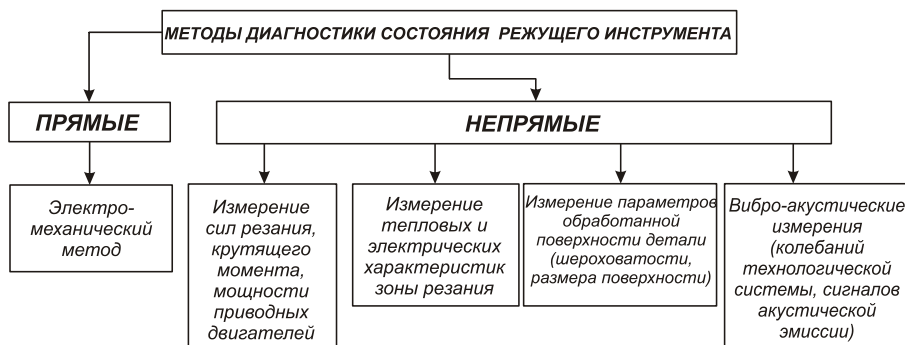 МЕТОДЫ ДИАГНОСТИКИ СОСТОЯНИЯ РЕЖУЩЕГО ИНСТРУМЕНТА
ПРЯМЫЕ
НЕПРЯМЫЕ
Электро-
механический
метод
Измерение
сил резания,
крутящего
момента,
мощности
приводных
двигателей
Измерение
тепловых и
электрических
характеристик
зоны резания
Измерение параметров
обработанной
поверхности детали
(шероховатости,
размера поверхности)
Вибро-акустические
измерения
(колебаний
технологической
системы, сигналов
акустической
эмиссии)